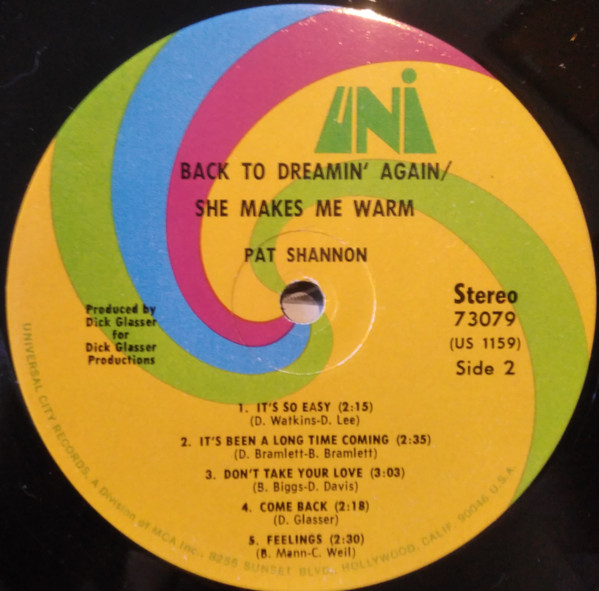 UNI
BACK TO DREAMIN' AGAIN/
SHE MAKES ME WARM
PAT SHANNON
Produced by
Dick Glasser
for
Dick Glasser
Productions
Stereo
73079
(US 1159)
Side 2
1. IT'S SO EASY (2:15)
(D. Watkins-D. Lee)
2. IT'S BEEN A LONG TIME COMING (2:35)
(D. Bramlett-B. Bramlett)
3. DON'T TAKE YOUR LOVE (3:03)
(B. Biggs-D. Davis)
4. COME BACK (2:18)
(D. Glasser)
5. FEELINGS (2:30)
(B. Mann-C. Weil)
UNIVERSAL CITY RECORDS, A Division of MCA Inc., 8255 SUNSET BLVD., HOLLYWOOD, CALIF. 90046, U.S.A.